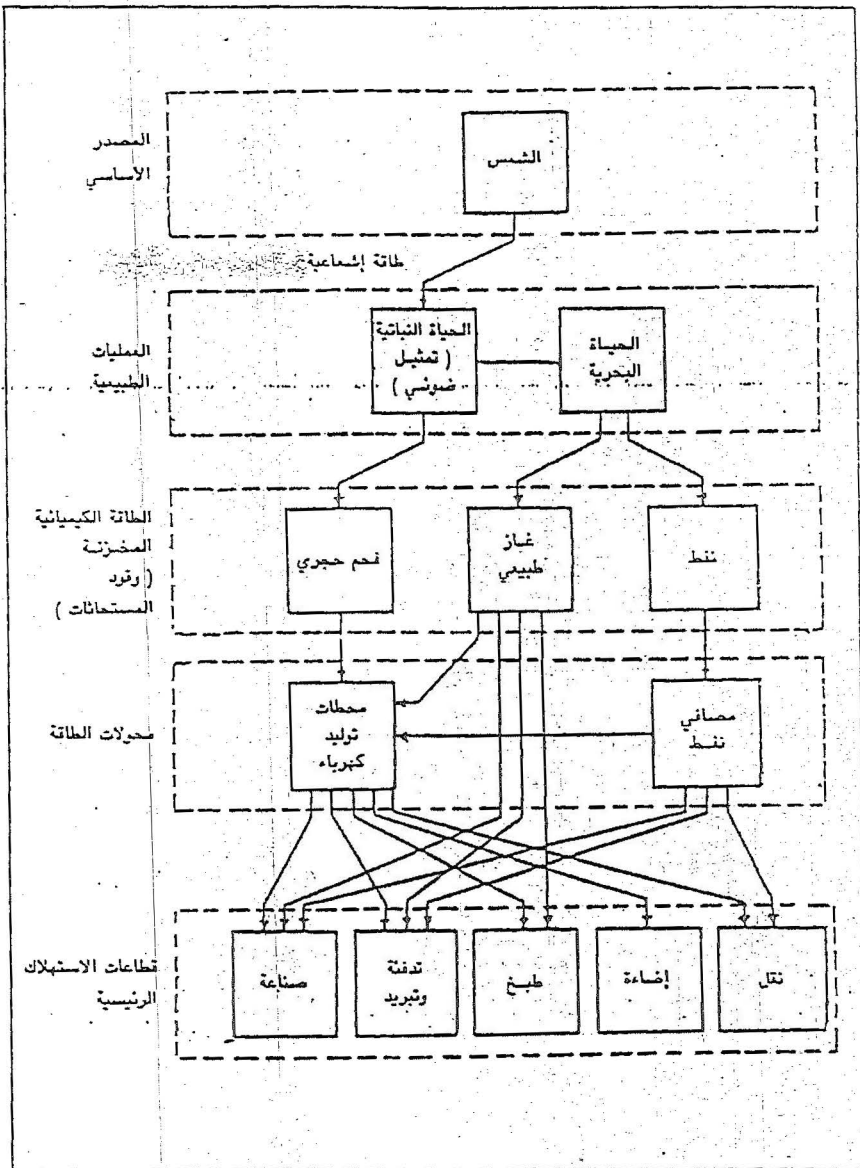 المصدر
الأساسي
الشمس
طاقة إشعاعية
العمليات
الطبيعية
الحياة النباتية
( تمثيل
ضوئي )
الحياة
البحرية
الطاقة الكيميائية
المخزنة
( وقود
المستحاثات )
فحم حجري
غاز
طبيعي
نفط
محولات الطاقة
محطات
توليد
كهرباء
مصافي
نفط
قطاعات الاستهلاك
الرئيسية
صناعة
تدفئة
وتبريد
طبخ
إضاءة
نقل